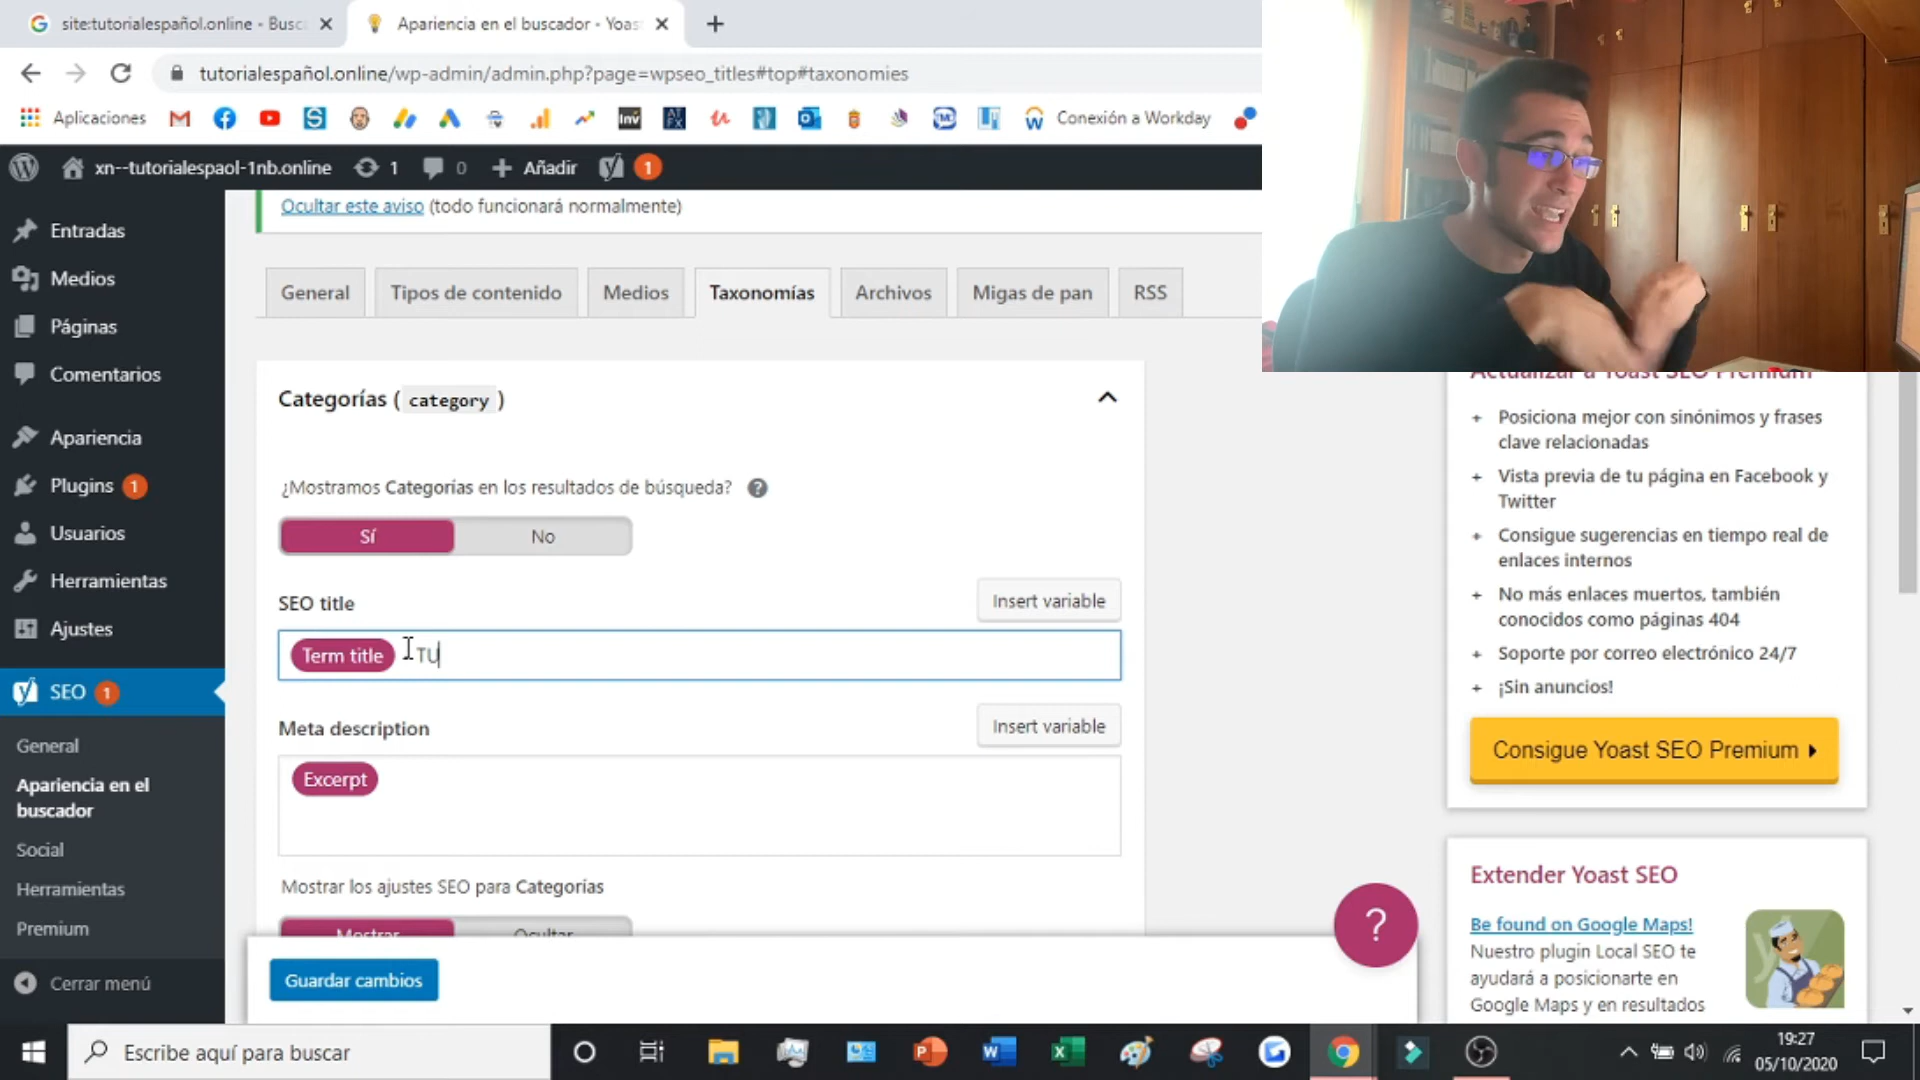 site:tutorialespañol.online - Busc
Apariencia en el buscador - Yoas
tutorialespañol.online/wp-admin/admin.php?page=wpseo_titles#top#taxonomies
Aplicaciones
Inv
Conexión a Workday
xn--tutorialespaol-1nb.online
1
0
Añadir
1
Entradas
Medios
Páginas
Comentarios
Apariencia
Plugins 1
Usuarios
Herramientas
Ajustes
SEO 1
General
Apariencia en el
buscador
Social
Herramientas
Premium
Cerrar menú
Ocultar este aviso (todo funcionará normalmente)
General
Tipos de contenido
Medios
Taxonomías
Archivos
Migas de pan
RSS
Categorías ( category )
¿Mostramos Categorías en los resultados de búsqueda? ?
Sí
No
SEO title
Insert variable
Term title TU
Meta description
Insert variable
Excerpt
Mostrar los ajustes SEO para Categorías
Mostrar
Ocultar
Guardar cambios
?
Actualizar a Yoast SEO Premium
+ Posiciona mejor con sinónimos y frases
clave relacionadas
+ Vista previa de tu página en Facebook y
Twitter
+ Consigue sugerencias en tiempo real de
enlaces internos
+ No más enlaces muertos, también
conocidos como páginas 404
+ Soporte por correo electrónico 24/7
+ ¡Sin anuncios!
Consigue Yoast SEO Premium
Extender Yoast SEO
Be found on Google Maps!
Nuestro plugin Local SEO te
ayudará a posicionarte en
Google Maps y en resultados
Escribe aquí para buscar
19:27
05/10/2020